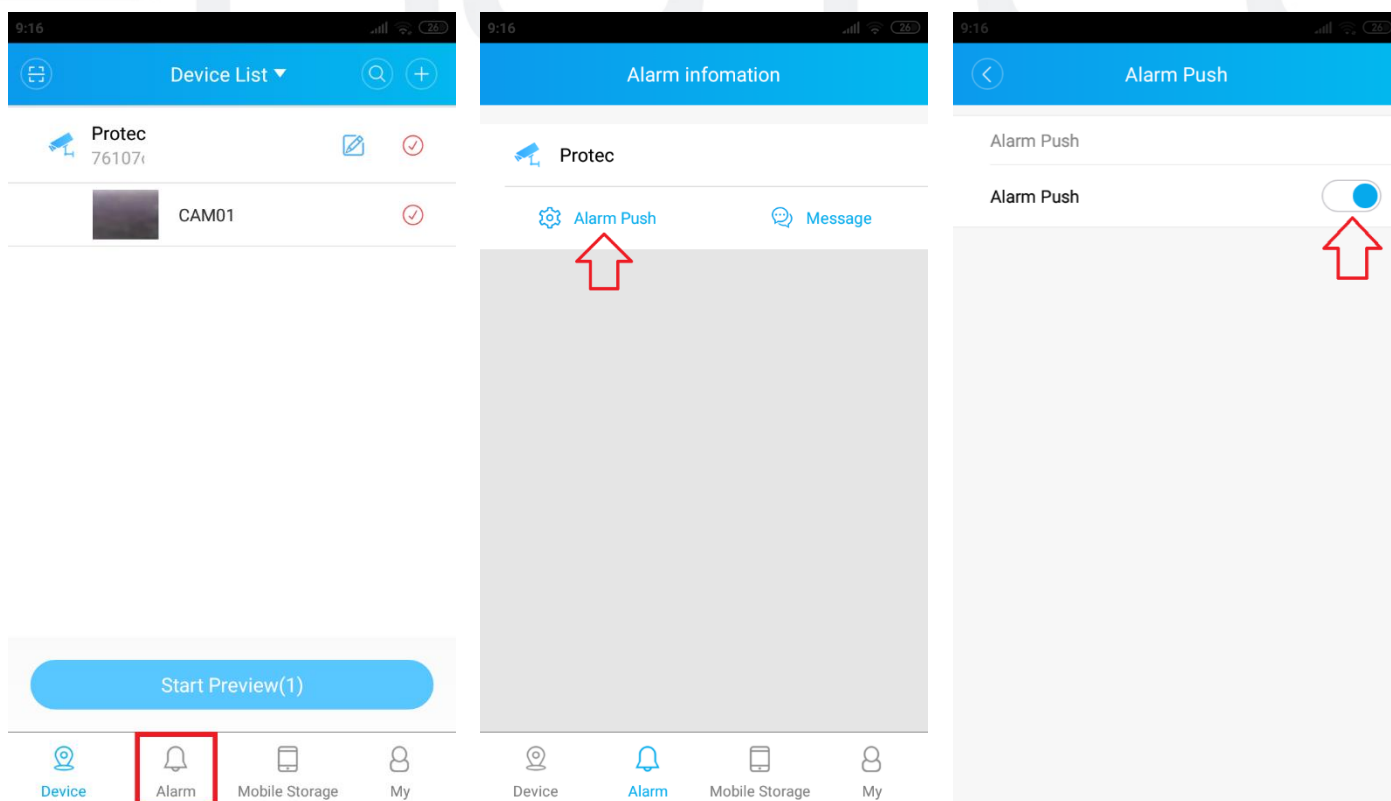 9:16
26
Device List
Protec
76107
CAM01
Start Preview(1)
Device
Alarm
Mobile Storage
My
9:16
26
Alarm infomation
Protec
Alarm Push
Message
Device
Alarm
Mobile Storage
My
9:16
26
Alarm Push
Alarm Push
Alarm Push